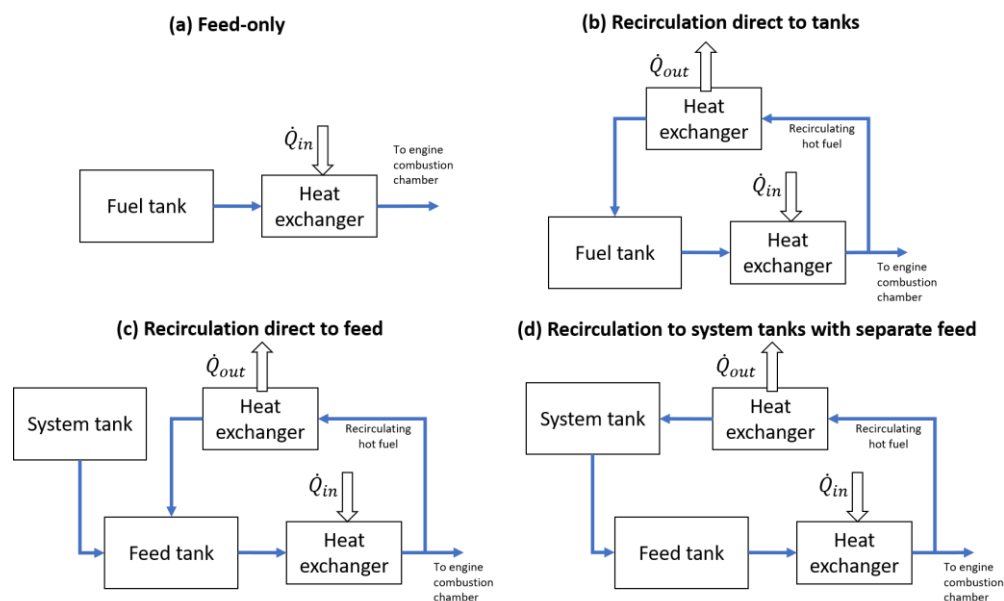 (a) Feed-only
Q̇in
To engine
combustion
chamber
Fuel tank
Heat
exchanger
(b) Recirculation direct to tanks
Q̇out
Heat
exchanger
Recirculating
hot fuel
Q̇in
Fuel tank
Heat
exchanger
To engine
combustion
chamber
(c) Recirculation direct to feed
Q̇out
System tank
Heat
exchanger
Recirculating
hot fuel
Q̇in
Feed tank
Heat
exchanger
To engine
combustion
chamber
(d) Recirculation to system tanks with separate feed
Q̇out
System tank
Heat
exchanger
Recirculating
hot fuel
Q̇in
Feed tank
Heat
exchanger
To engine
combustion
chamber